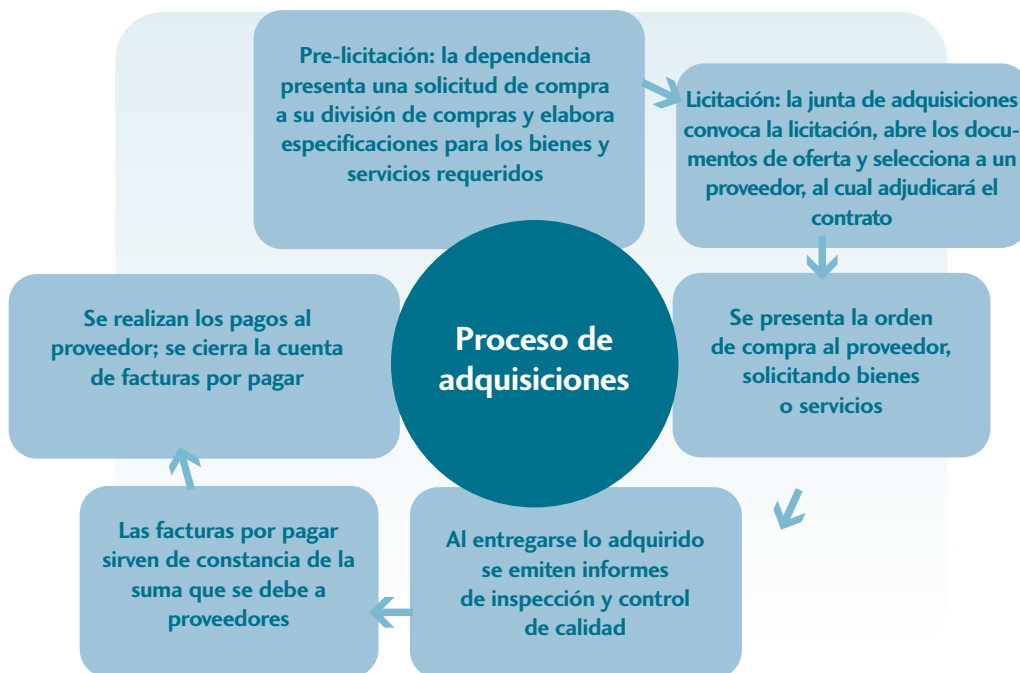 Pre-licitación: la dependencia
presenta una solicitud de compra
a su división de compras y elabora
especificaciones para los bienes y
servicios requeridos
Licitación: la junta de adquisiciones
convoca la licitación, abre los docu-
mentos de oferta y selecciona a un
proveedor, al cual adjudicará el
contrato
Se presenta la orden
de compra al proveedor,
solicitando bienes
o servicios
Al entregarse lo adquirido
se emiten informes
de inspección y control
de calidad
Las facturas por pagar
sirven de constancia de la
suma que se debe a
proveedores
Se realizan los pagos al
proveedor; se cierra la cuenta
de facturas por pagar
Proceso de
adquisiciones